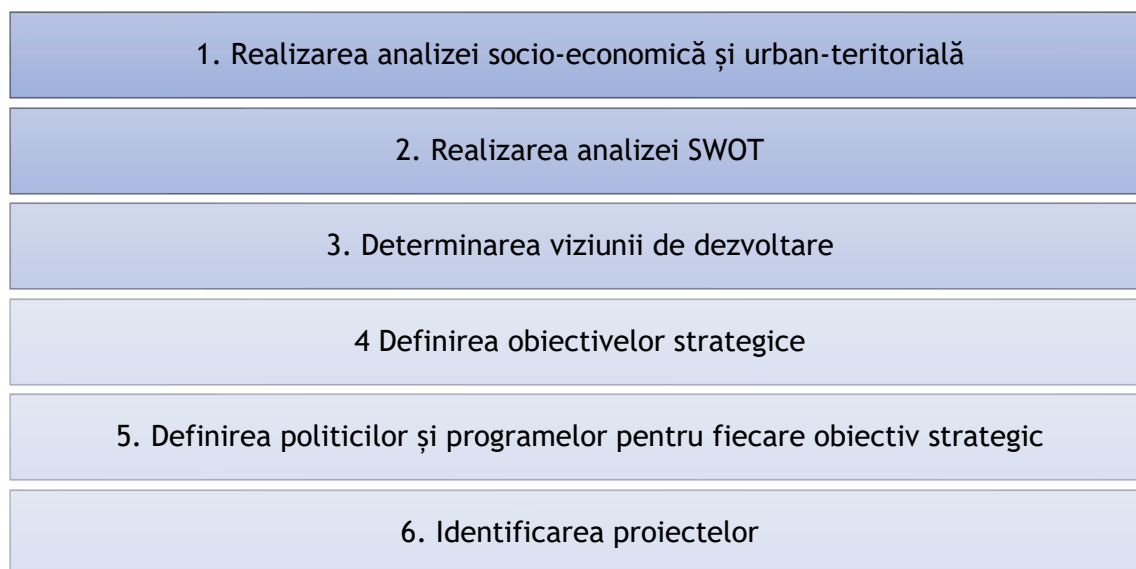 1. Realizarea analizei socio-economică și urban-teritorială
2. Realizarea analizei SWOT
3. Determinarea viziunii de dezvoltare
4 Definirea obiectivelor strategice
5. Definirea politicilor și programelor pentru fiecare obiectiv strategic
6. Identificarea proiectelor